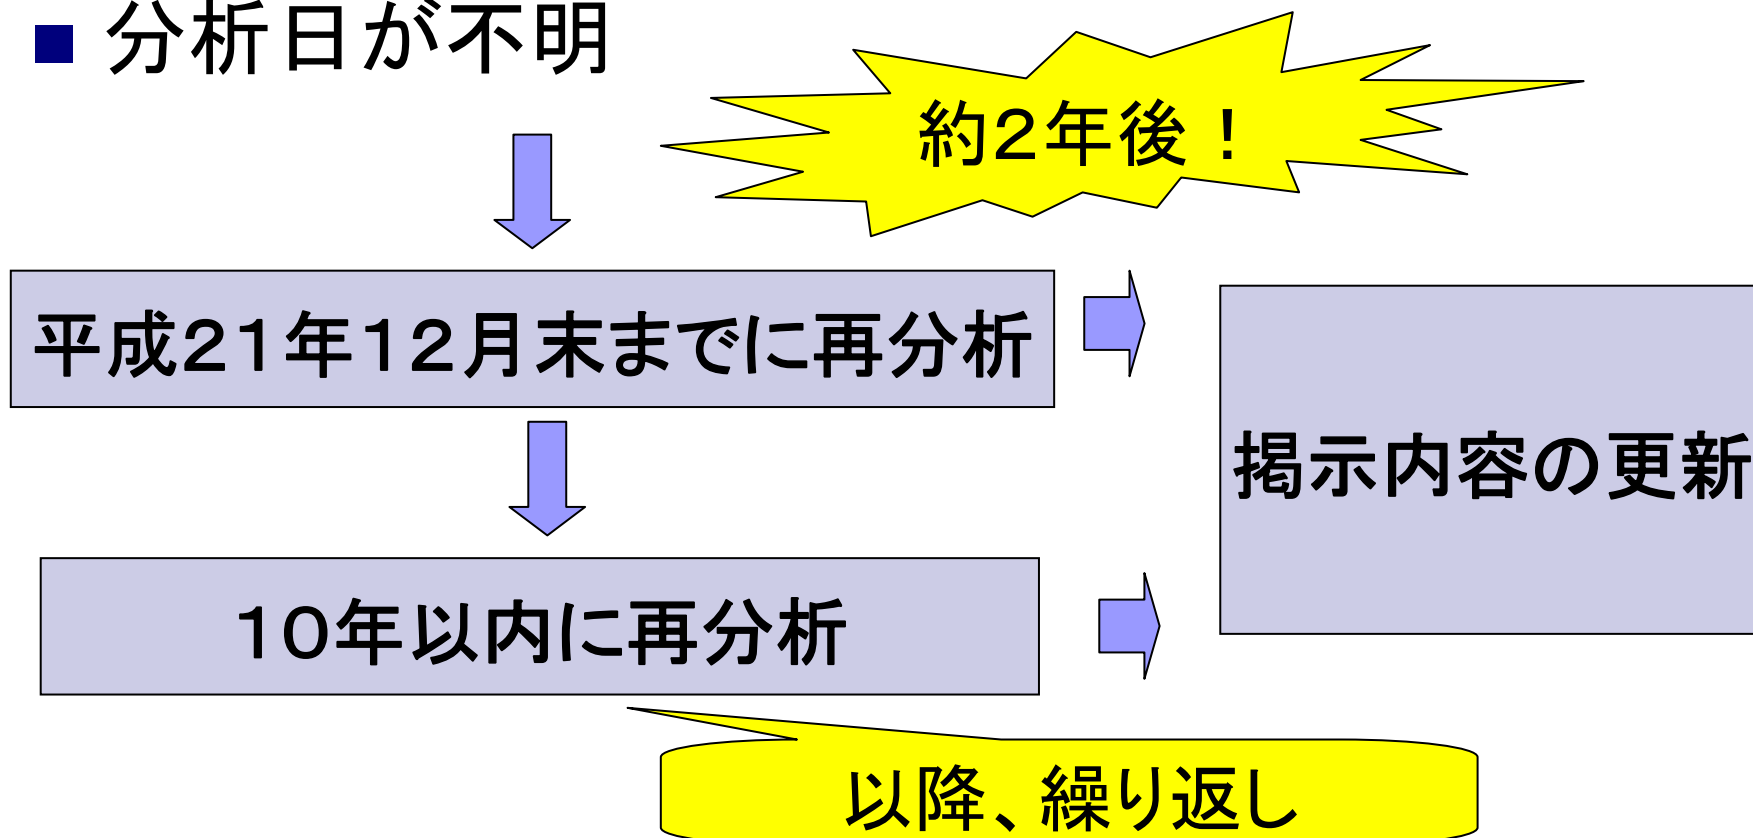 ■ 分析日が不明
約2年後！
平成21年12月末までに再分析
掲示内容の更新
10年以内に再分析
以降、繰り返し